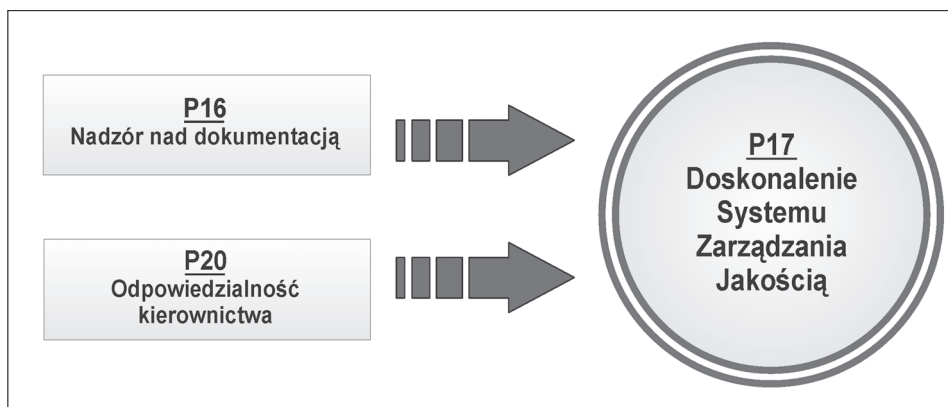 P16
Nadzór nad dokumentacją
P20
Odpowiedzialność
kierownictwa
P17
Doskonalenie
Systemu
Zarządzania
Jakością